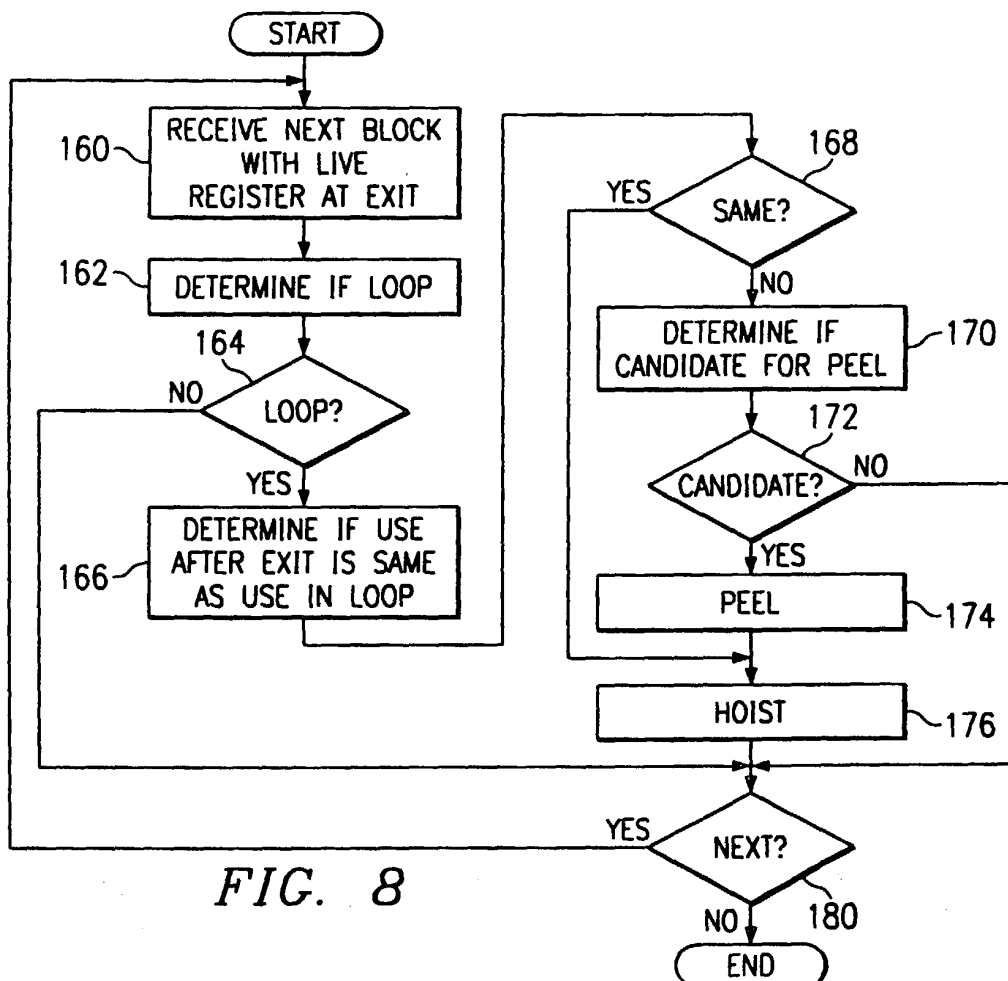 START
160
RECEIVE NEXT BLOCK
WITH LIVE
REGISTER AT EXIT
162
DETERMINE IF LOOP
164
NO
LOOP?
YES
166
DETERMINE IF USE
AFTER EXIT IS SAME
AS USE IN LOOP
168
YES
SAME?
NO
DETERMINE IF
CANDIDATE FOR PEEL
170
172
CANDIDATE?
NO
YES
PEEL
174
HOIST
176
YES
NEXT?
180
NO
END
FIG. 8